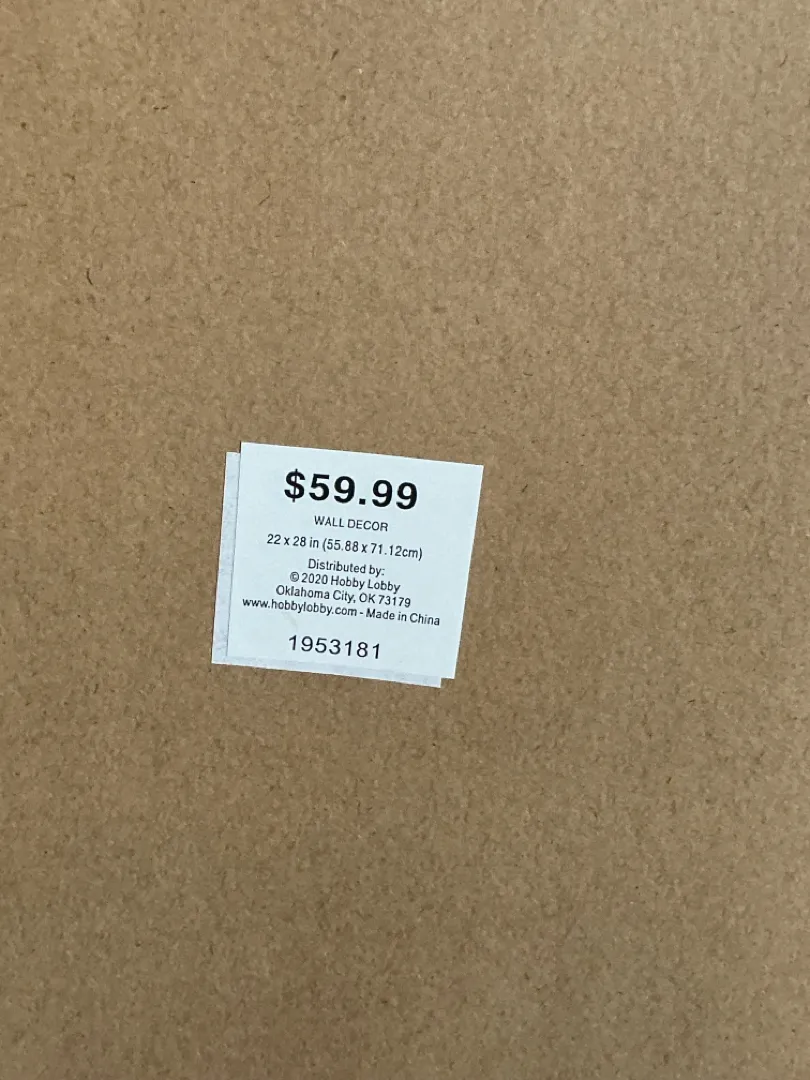 $59.99
WALL DECOR
22 x 28 in (55.88 x 71.12cm)
Distributed by:
© 2020 Hobby Lobby
Oklahoma City, OK 73179
www.hobbylobby.com - Made in China
1953181